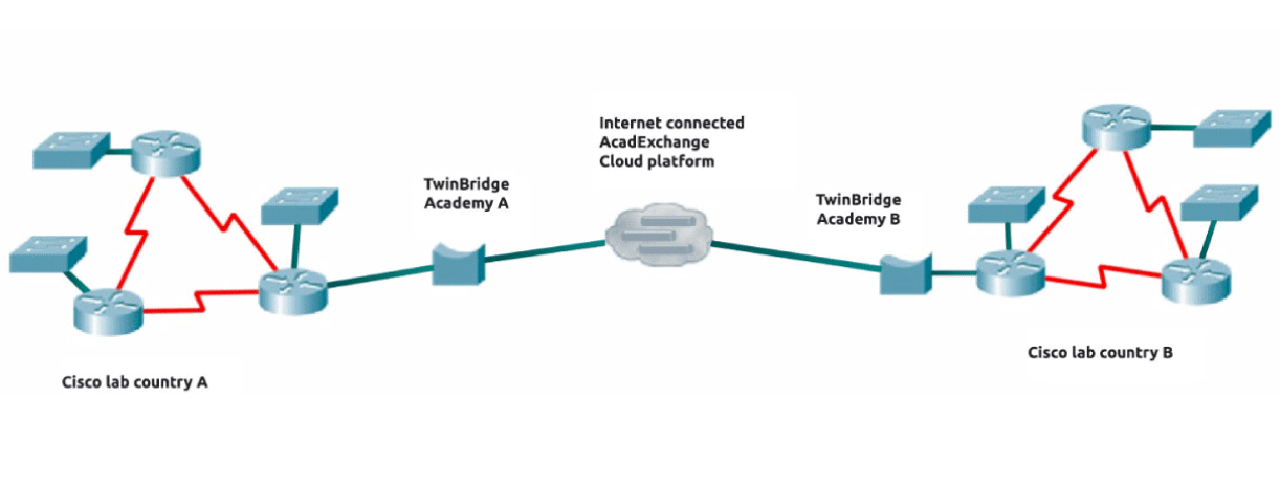 Internet connected
AcadExchange
Cloud platform
TwinBridge
Academy A
TwinBridge
Academy B
Cisco lab country A
Cisco lab country B